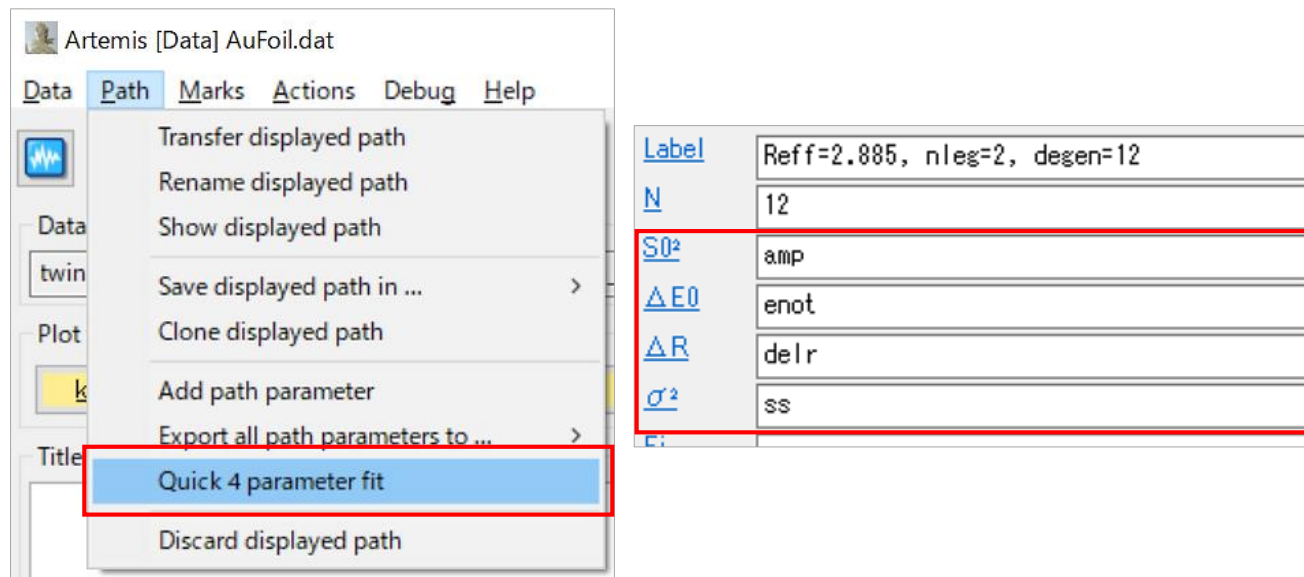 Artemis [Data] AuFoil.dat
Data Path Marks Actions Debug Help
Transfer displayed path
Rename displayed path
Show displayed path
Save displayed path in ... >
Clone displayed path
Add path parameter
Export all path parameters to ... >
Quick 4 parameter fit
Discard displayed path
Data
twin
Plot
k
Title
Label Reff=2.885, nleg=2, degen=12
N 12
S0² amp
ΔE0 enot
ΔR delr
σ² ss